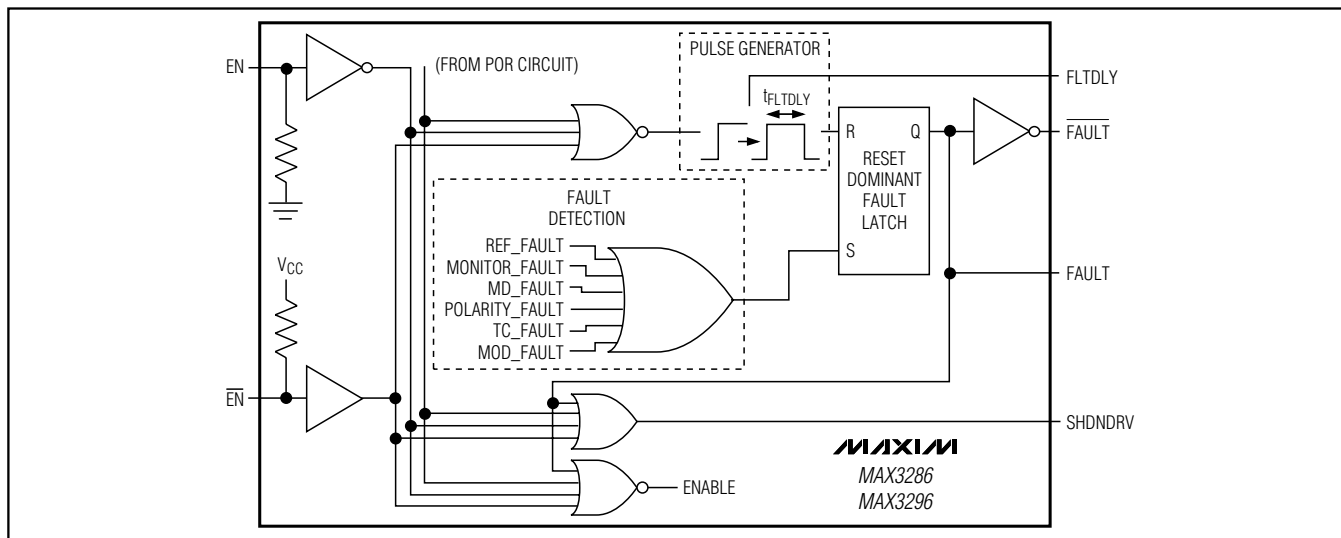 PULSE GENERATOR
EN
(FROM POR CIRCUIT)
FLTDLY
tFLTDLY
R
Q
FAULT
RESET
DOMINANT
FAULT
LATCH
S
FAULT
DETECTION
REF_FAULT
MONITOR_FAULT
MD_FAULT
POLARITY_FAULT
TC_FAULT
MOD_FAULT
VCC
FAULT
EN
SHDNDRV
MAXIM
MAX3286
MAX3296
ENABLE